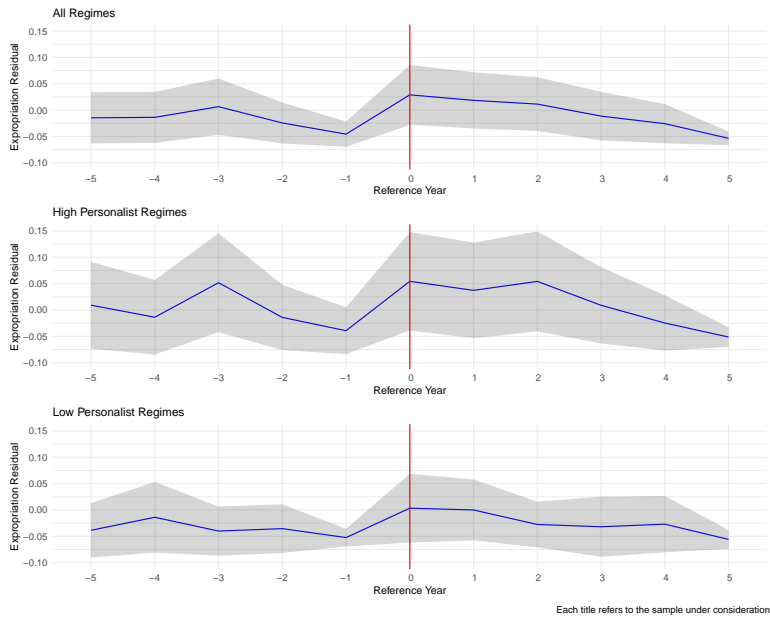 All Regimes
Expropriation Residual
0.15
0.10
0.05
0.00
−0.05
−0.10
−5 −4 −3 −2 −1 0 1 2 3 4 5
Reference Year
High Personalist Regimes
Expropriation Residual
0.15
0.10
0.05
0.00
−0.05
−0.10
−5 −4 −3 −2 −1 0 1 2 3 4 5
Reference Year
Low Personalist Regimes
Expropriation Residual
0.15
0.10
0.05
0.00
−0.05
−0.10
−5 −4 −3 −2 −1 0 1 2 3 4 5
Reference Year
Each title refers to the sample under consideration